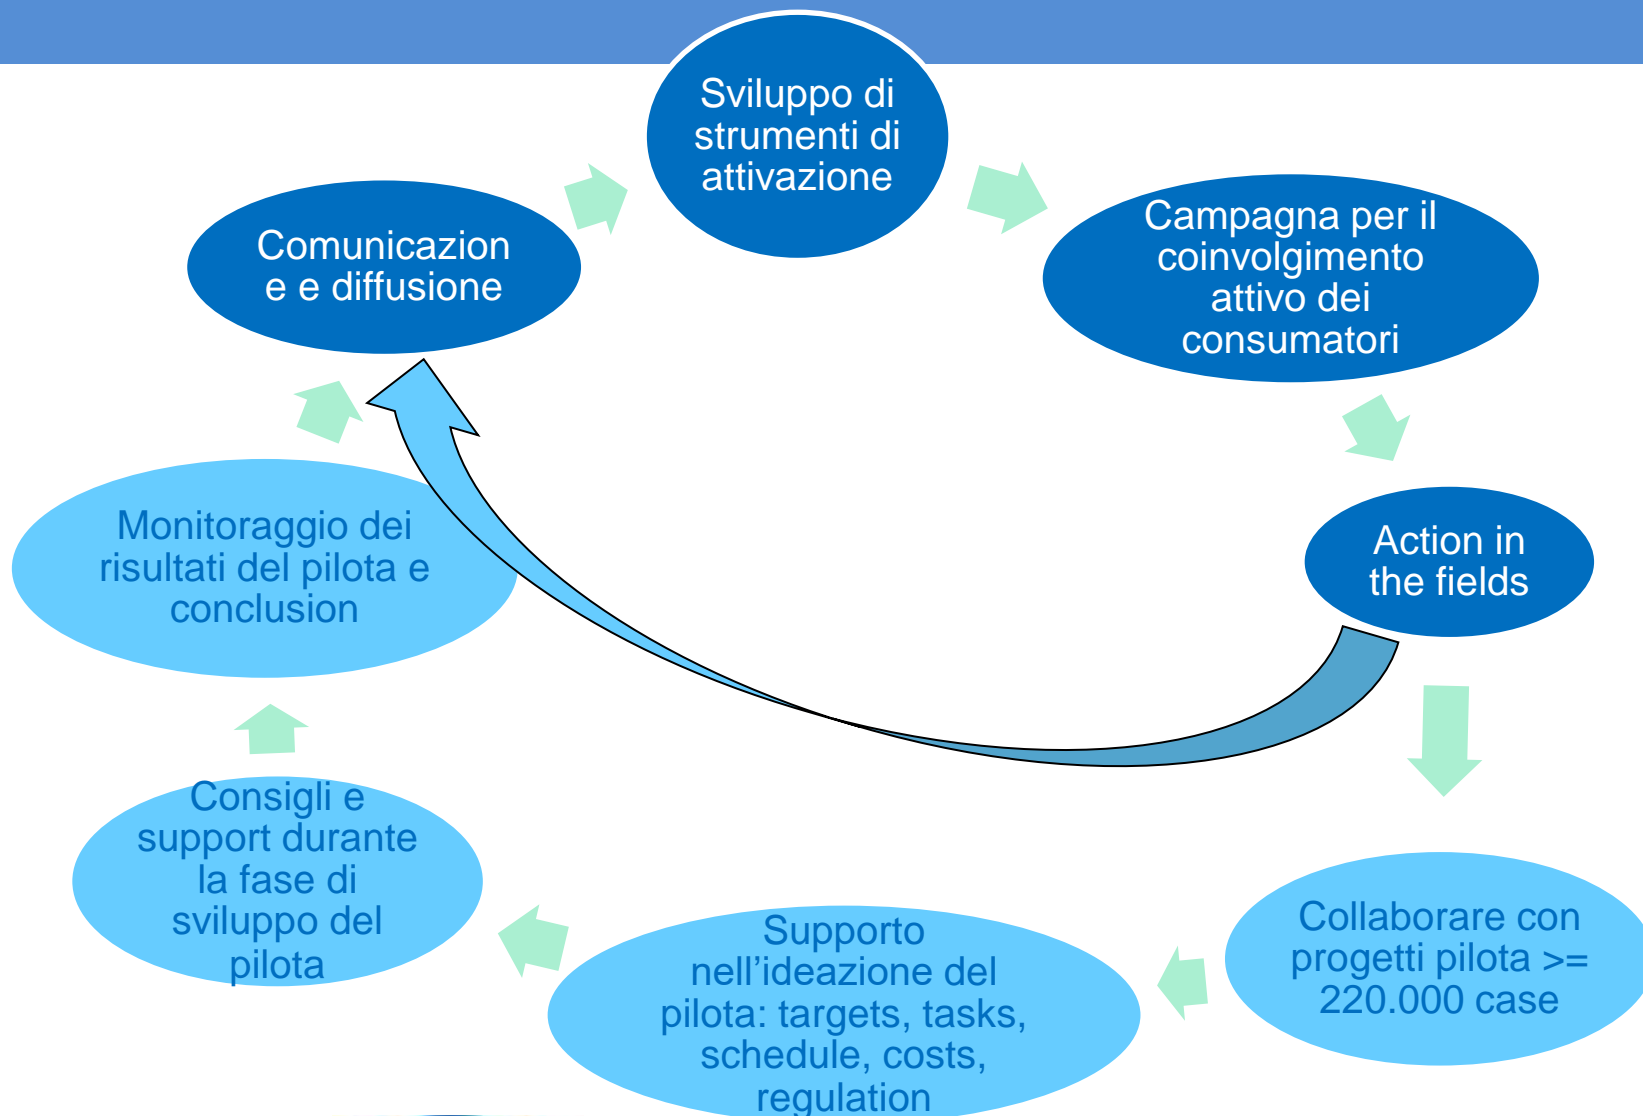 Sviluppo di
strumenti di
attivazione
Campagna per il
coinvolgimento
attivo dei
consumatori
Action in
the fields
Collaborare con
progetti pilota >=
220.000 case
Supporto
nell’ideazione del
pilota: targets, tasks,
schedule, costs,
regulation
Consigli e
support durante
la fase di
sviluppo del
pilota
Monitoraggio dei
risultati del pilota e
conclusion
Comunicazion
e e diffusione